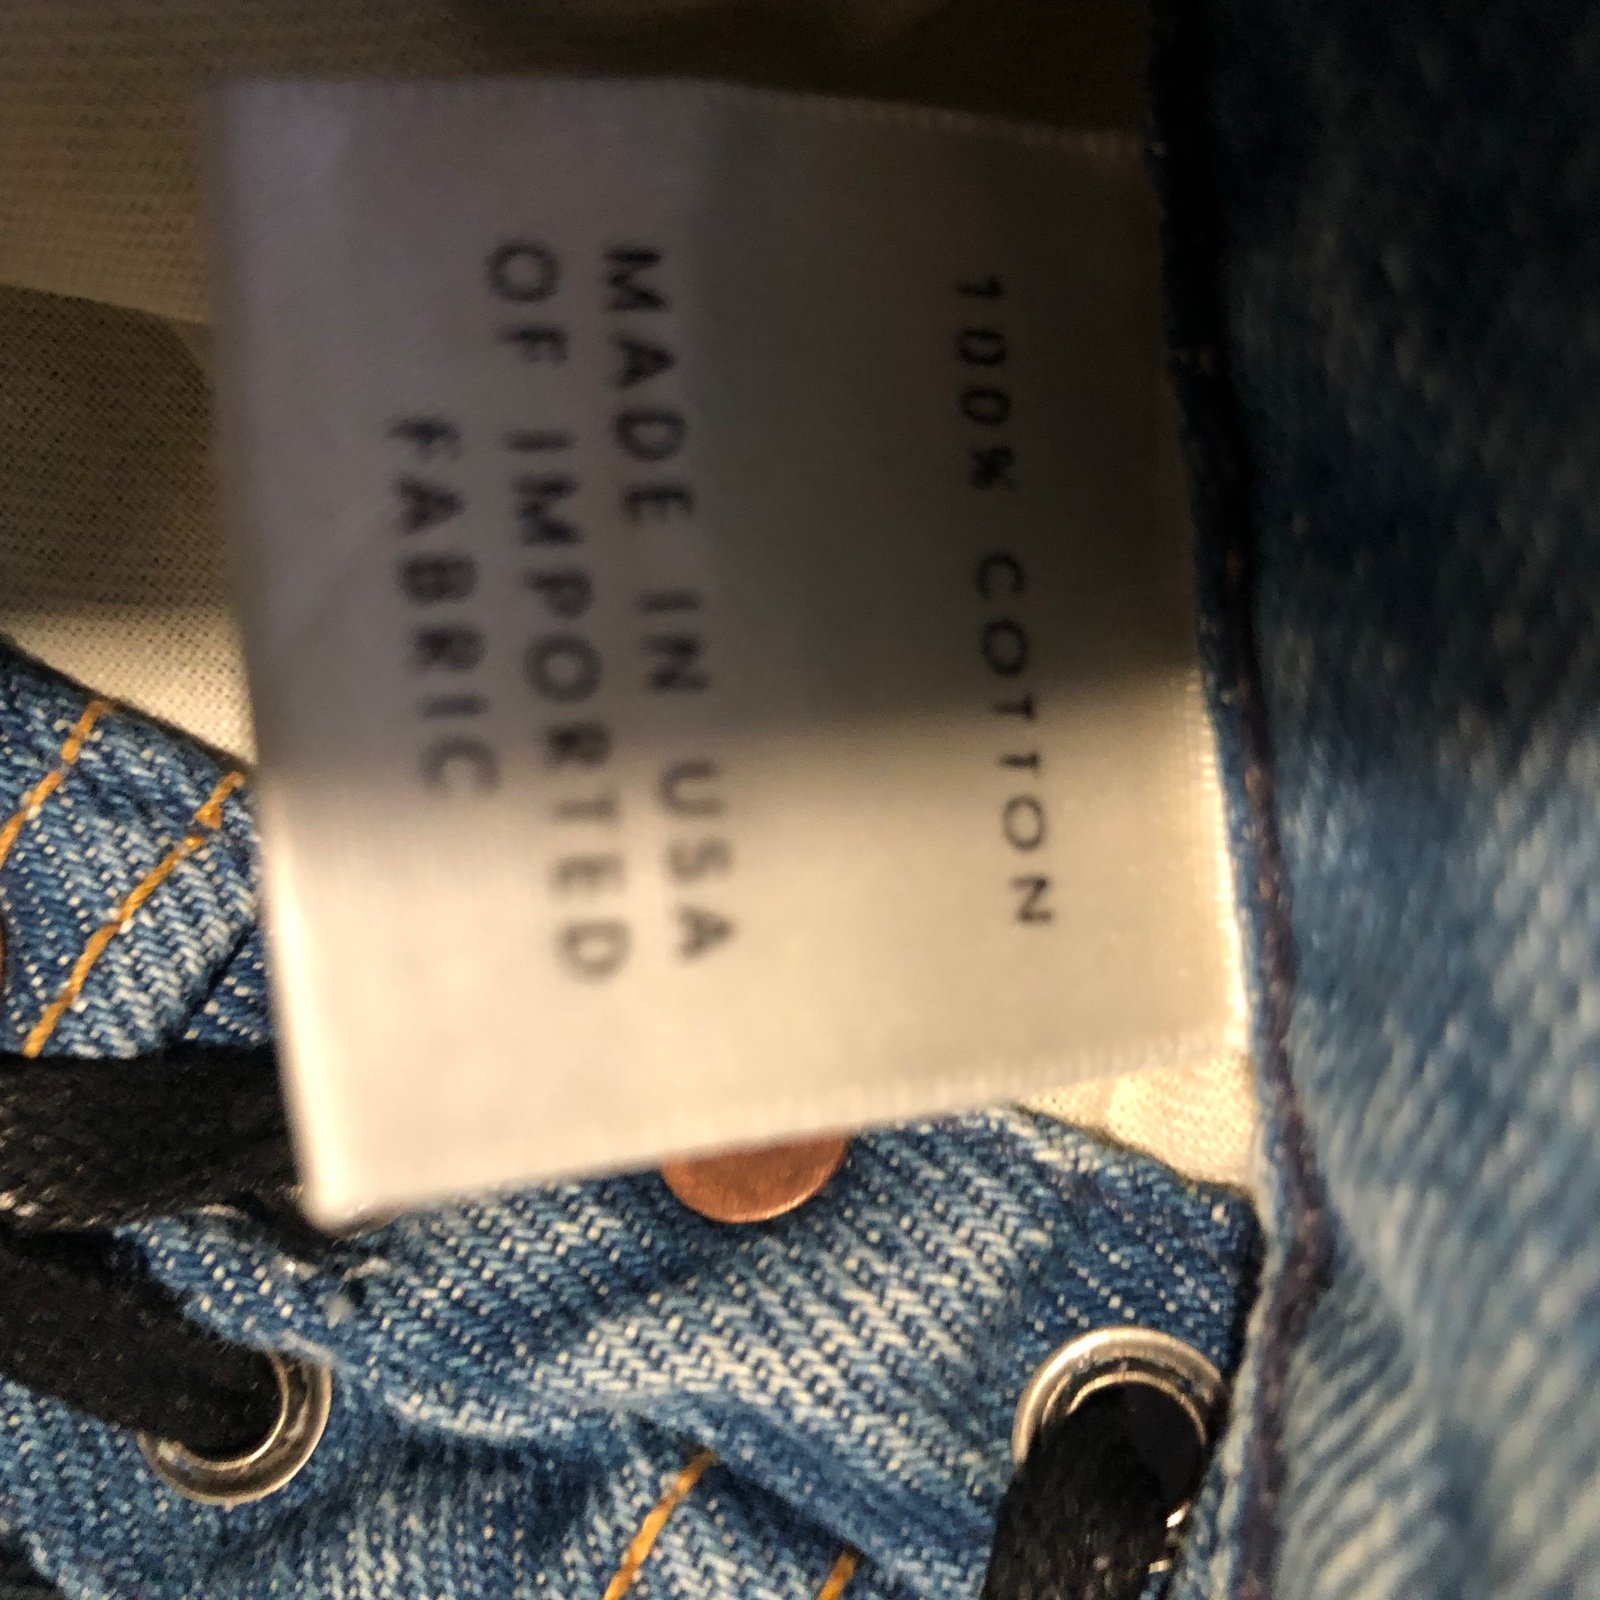 100% COTTON
MADE IN USA
OF IMPORTED
FABRIC